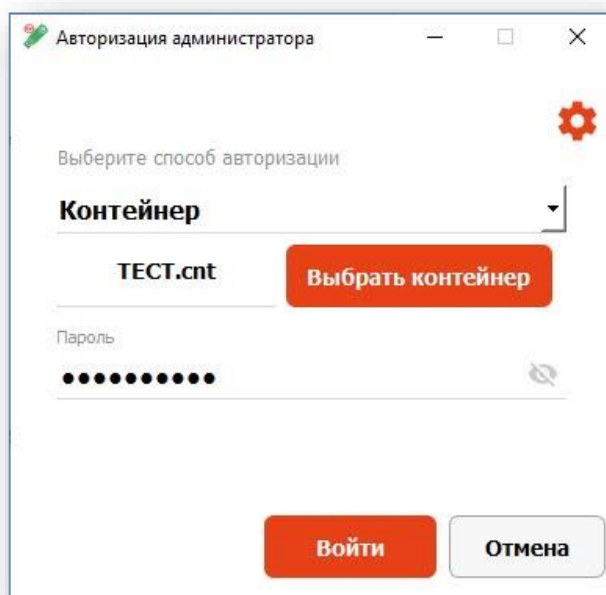 Авторизация администратора
Выберите способ авторизации
Контейнер
ТЕСТ.cnt Выбрать контейнер
Пароль
●●●●●●●●●●
Войти Отмена